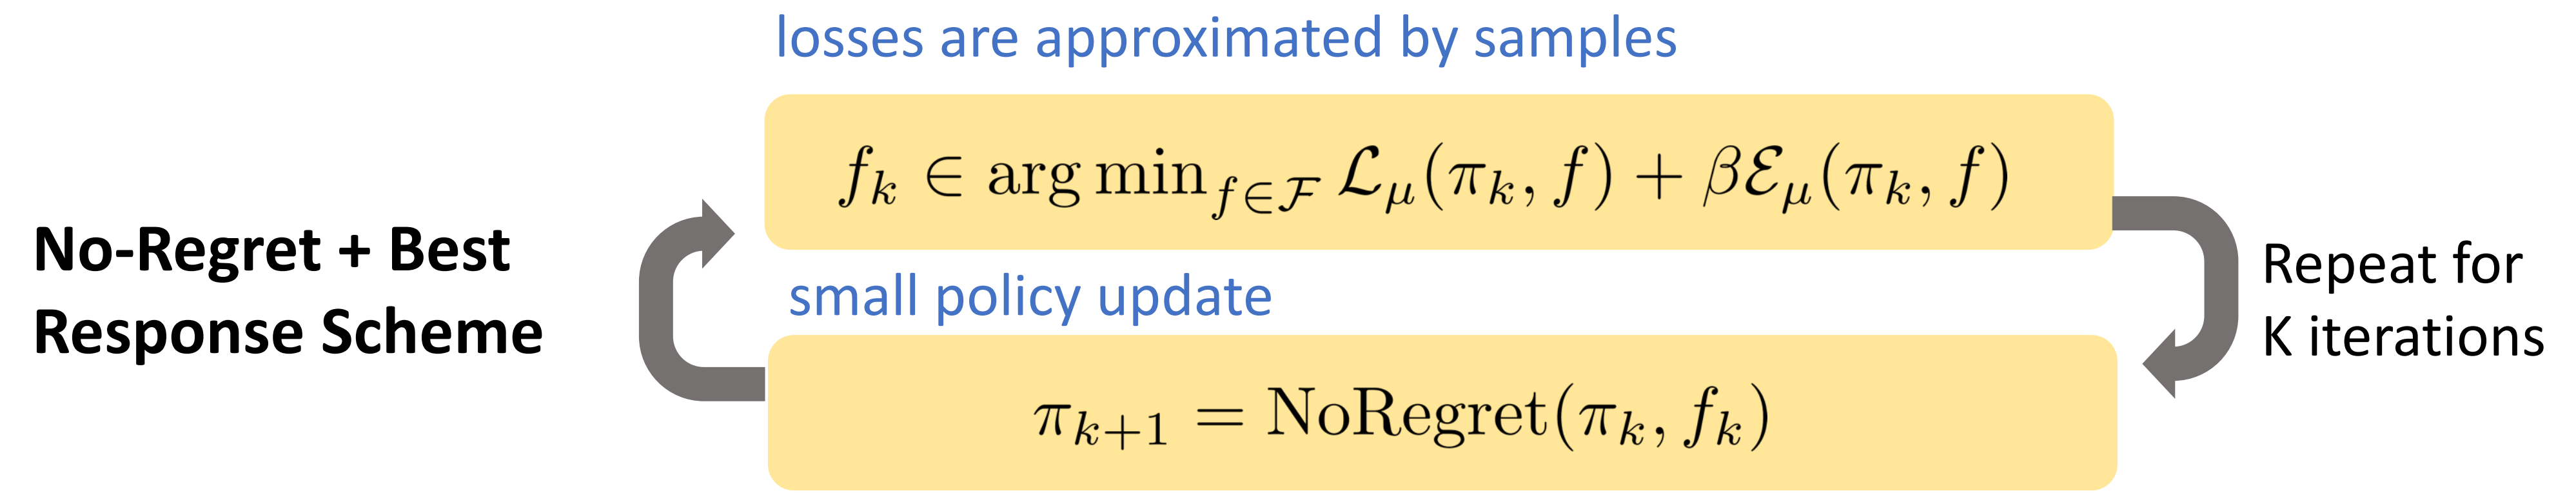 losses are approximated by samples
f_k ∈ arg min_{f∈ℱ} ℒ_μ(π_k, f) + βℰ_μ(π_k, f)
No-Regret + Best
Response Scheme
small policy update
Repeat for
K iterations
π_{k+1} = NoRegret(π_k, f_k)